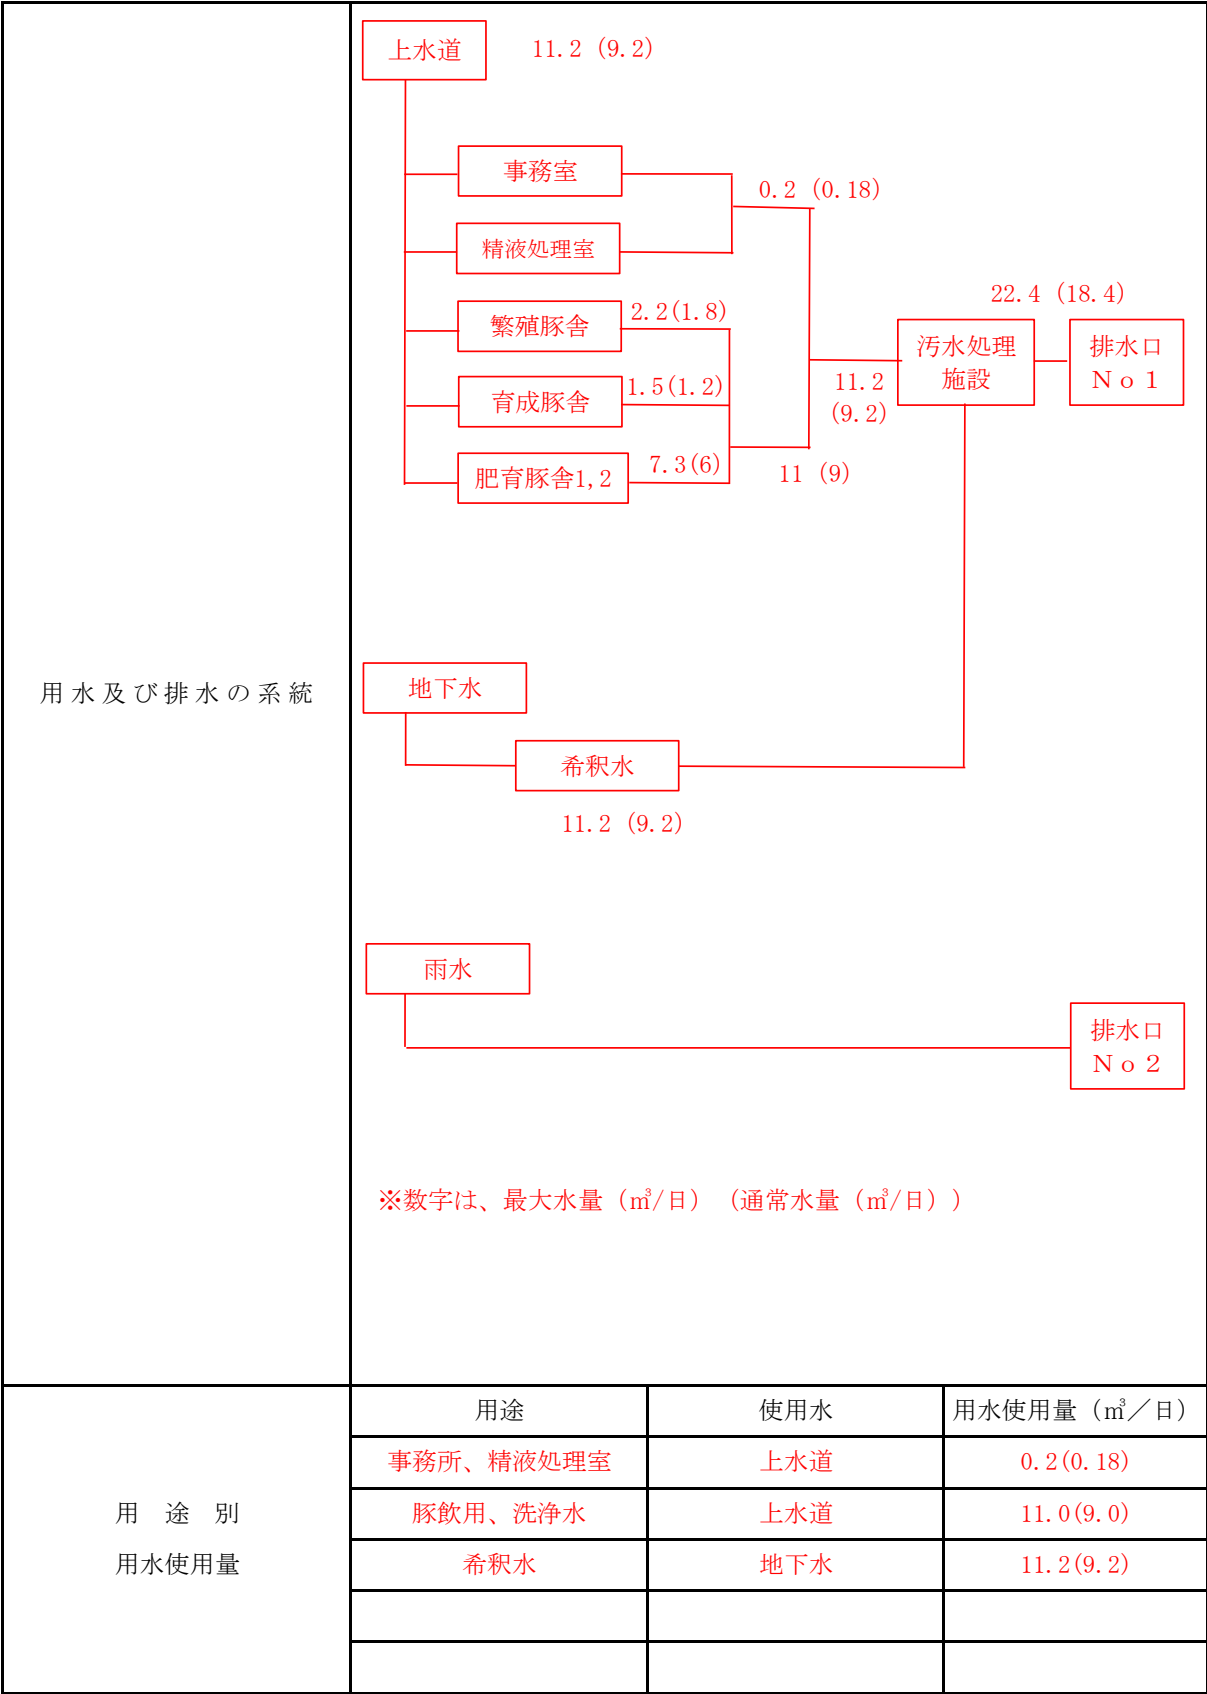 上水道
11.2 (9.2)
事務室
0.2 (0.18)
精液処理室
22.4 (18.4)
繁殖豚舎
2.2(1.8)
汚水処理
施設
排水口
No1
育成豚舎
1.5(1.2)
11.2
(9.2)
肥育豚舎1,2
7.3(6)
11 (9)
用水及び排水の系統
地下水
希釈水
11.2 (9.2)
雨水
排水口
No2
※数字は、最大水量（㎥/日）（通常水量（㎥/日））
用途
使用水
用水使用量（㎥／日）
事務所、精液処理室
上水道
0.2(0.18)
用　途　別
用水使用量
豚飲用、洗浄水
上水道
11.0(9.0)
希釈水
地下水
11.2(9.2)